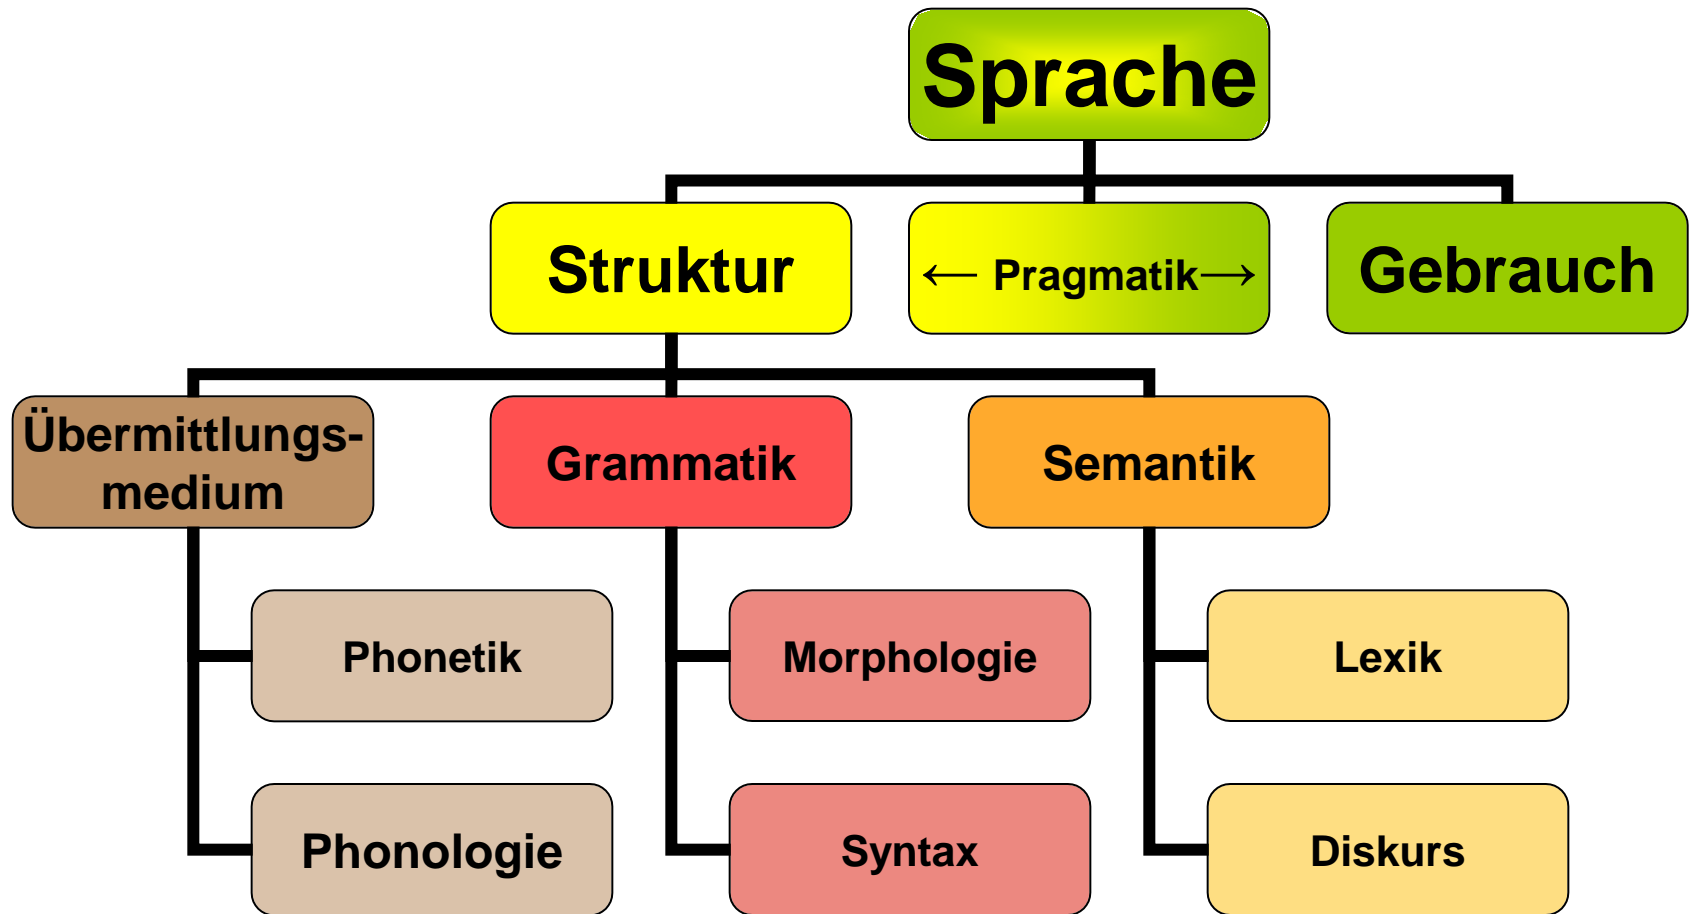 Sprache
Struktur
← Pragmatik→
Gebrauch
Übermittlungs-
medium
Grammatik
Semantik
Phonetik
Morphologie
Lexik
Phonologie
Syntax
Diskurs